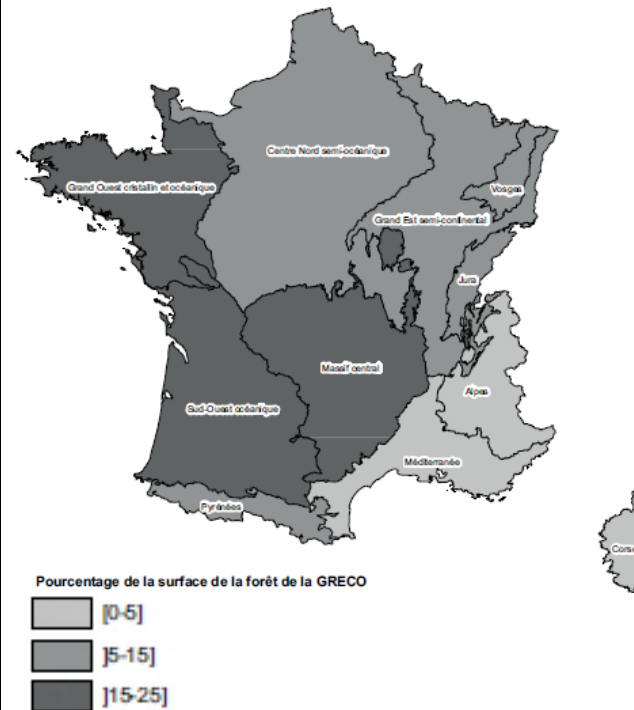 Centre Nord semi-océanique
Grand Ouest cristallin et océanique
Vosges
Grand Est semi-continental
Jura
Massif central
Alpes
Sud-Ouest océanique
Méditerranée
Pyrénées
Corse
Pourcentage de la surface de la forêt de la GRECO
[0-5]
]5-15]
]15-25]